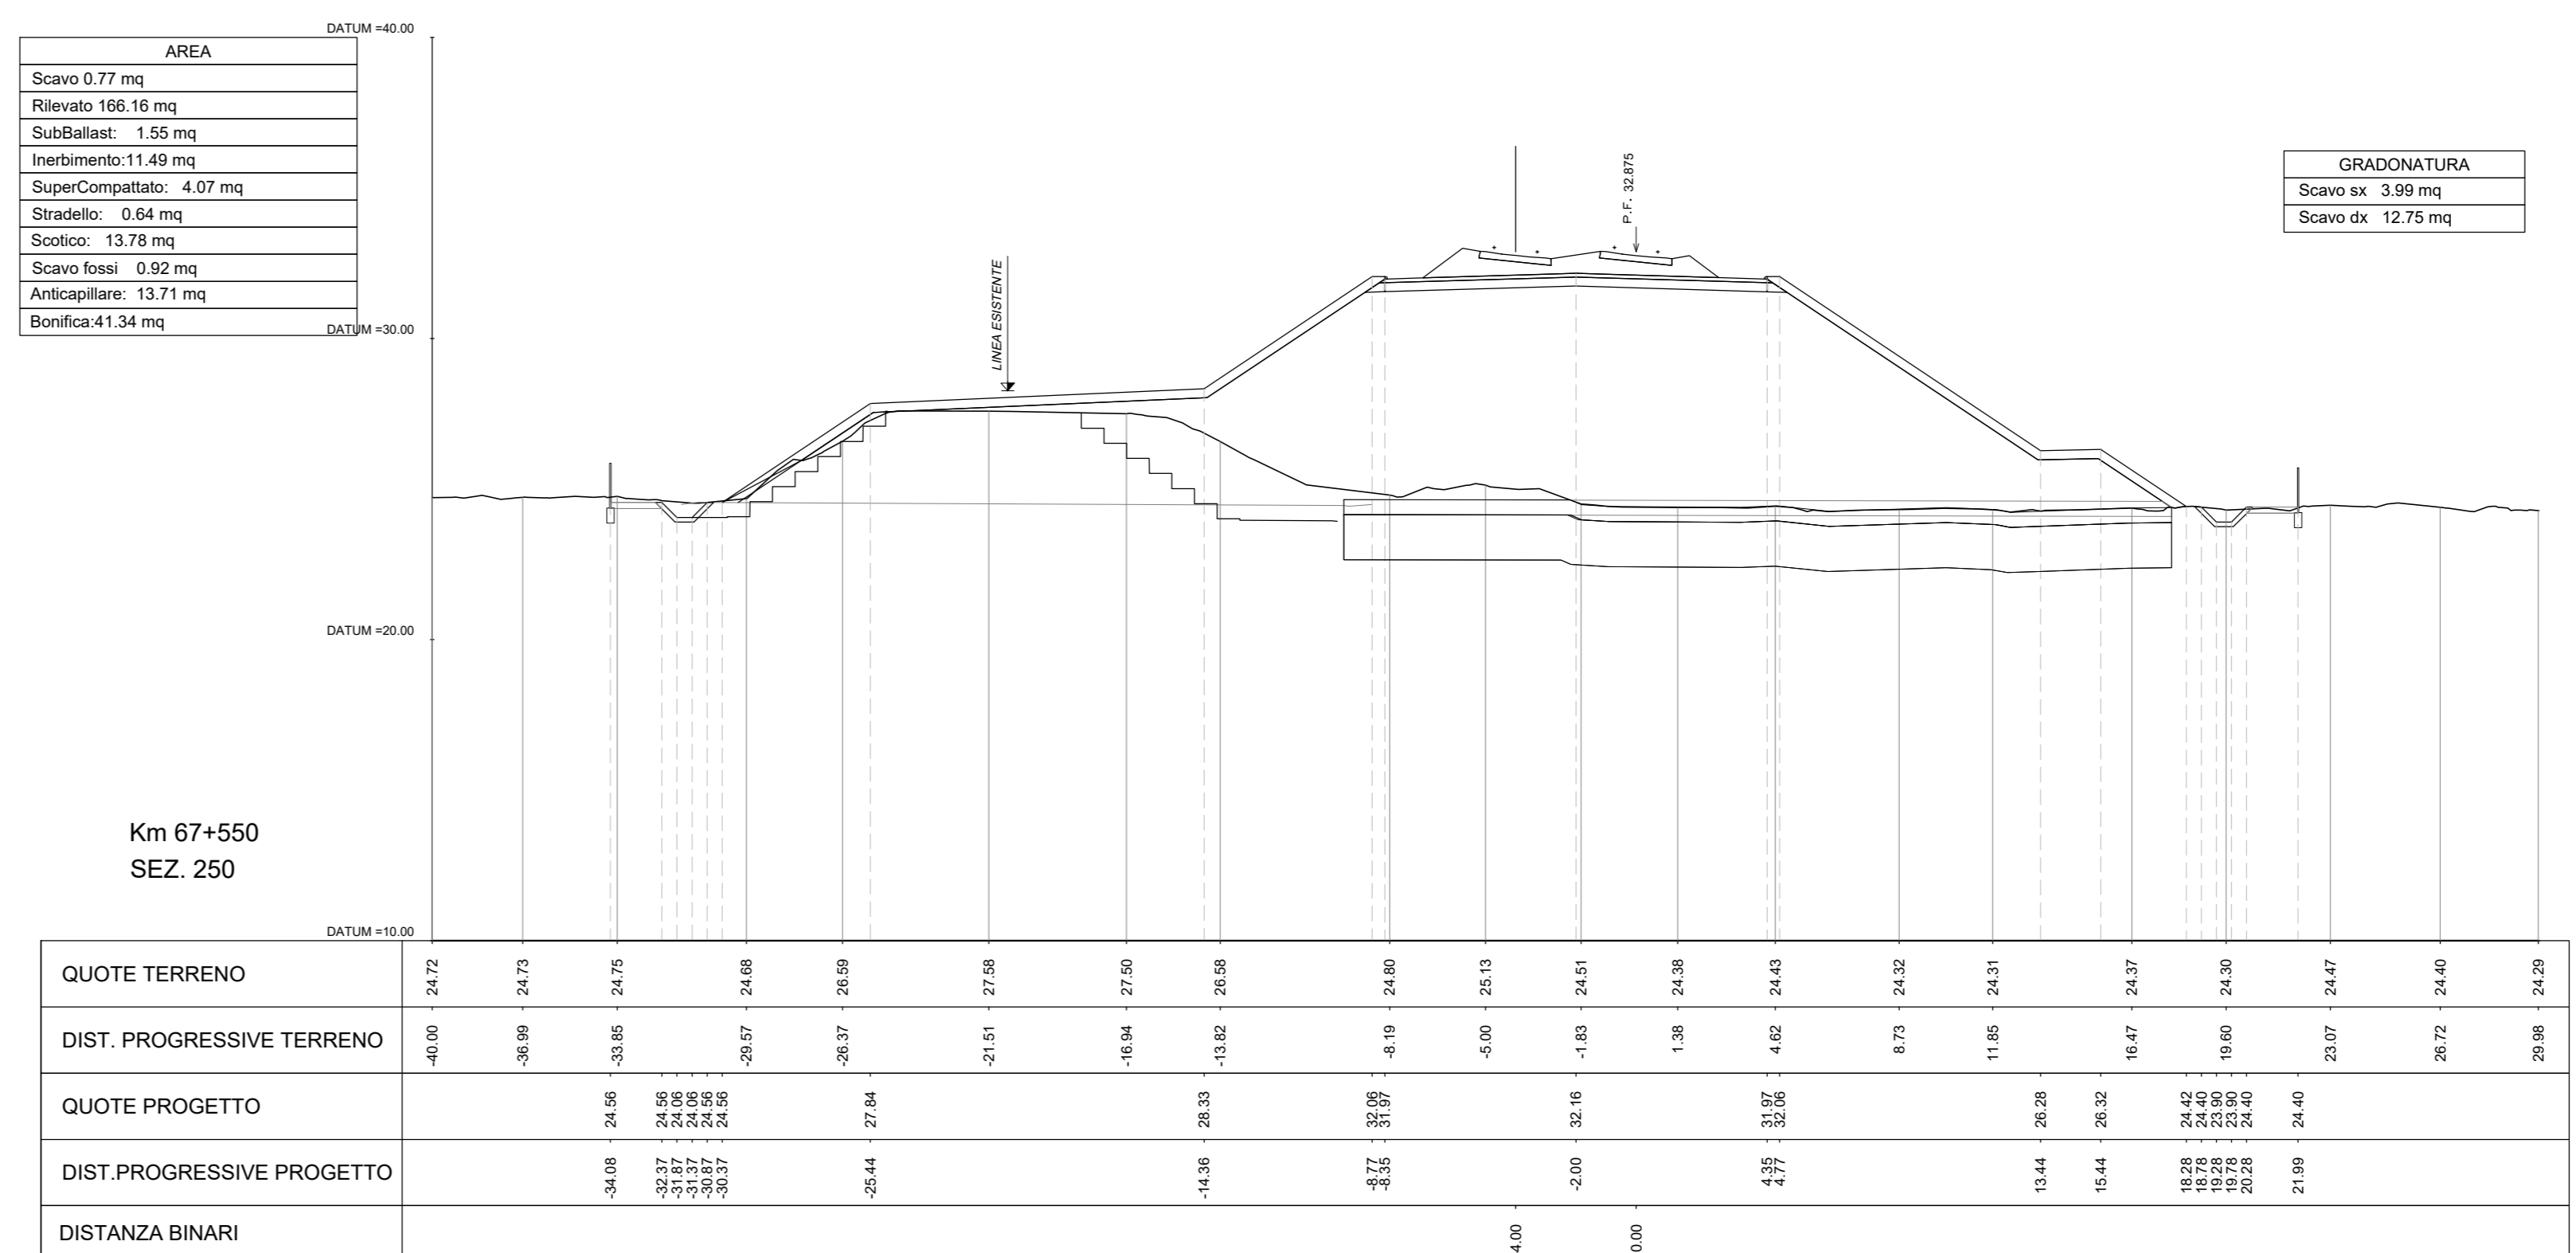 DATUM =40.00
AREA
Scavo 0.77 mq
Rilevato 166.16 mq
SubBallast: 1.55 mq
Inerbimento:11.49 mq
SuperCompattato: 4.07 mq
Stradello: 0.64 mq
Scotico: 13.78 mq
Scavo fossi 0.92 mq
Anticapillare: 13.71 mq
Bonifica:41.34 mq
DATUM =30.00
LINEA ESISTENTE
P.F. 32.875
GRADONATURA
Scavo sx 3.99 mq
Scavo dx 12.75 mq
DATUM =20.00
Km 67+550
SEZ. 250
DATUM =10.00
QUOTE TERRENO 24.72 24.73 24.75 24.68 26.59 27.58 27.50 26.58 24.80 25.13 24.51 24.38 24.43 24.32 24.31 24.37 24.30 24.47 24.40 24.29
DIST. PROGRESSIVE TERRENO -40.00 -36.99 -33.85 -29.57 -26.37 -21.51 -16.94 -13.82 -8.19 -5.00 -1.83 1.38 4.62 8.73 11.85 16.47 19.60 23.07 26.72 29.98
QUOTE PROGETTO 24.56 24.56 24.06 24.06 24.56 24.56 27.84 28.33 32.06 31.97 32.16 31.97 32.06 26.28 26.32 24.42 24.40 23.90 23.90 24.40 24.40
DIST.PROGRESSIVE PROGETTO -34.08 -32.37 -31.87 -31.37 -30.87 -30.37 -25.44 -14.36 -8.77 -8.35 -2.00 4.35 4.77 13.44 15.44 18.28 18.78 19.28 19.78 20.28 21.99
DISTANZA BINARI 4.00 0.00